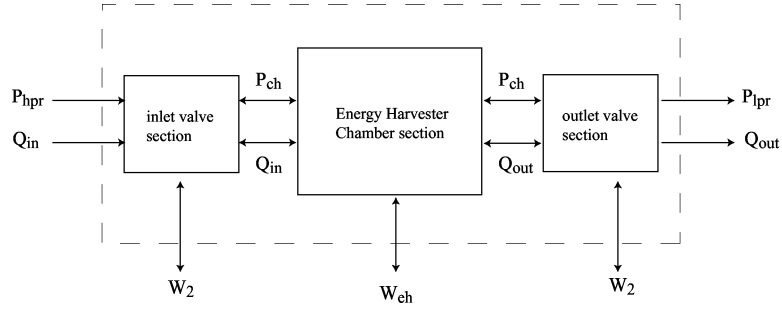 P_hpr
Q_in
inlet valve
section
P_ch
Q_in
Energy Harvester
Chamber section
P_ch
Q_out
outlet valve
section
P_lpr
Q_out
W_2
W_eh
W_2